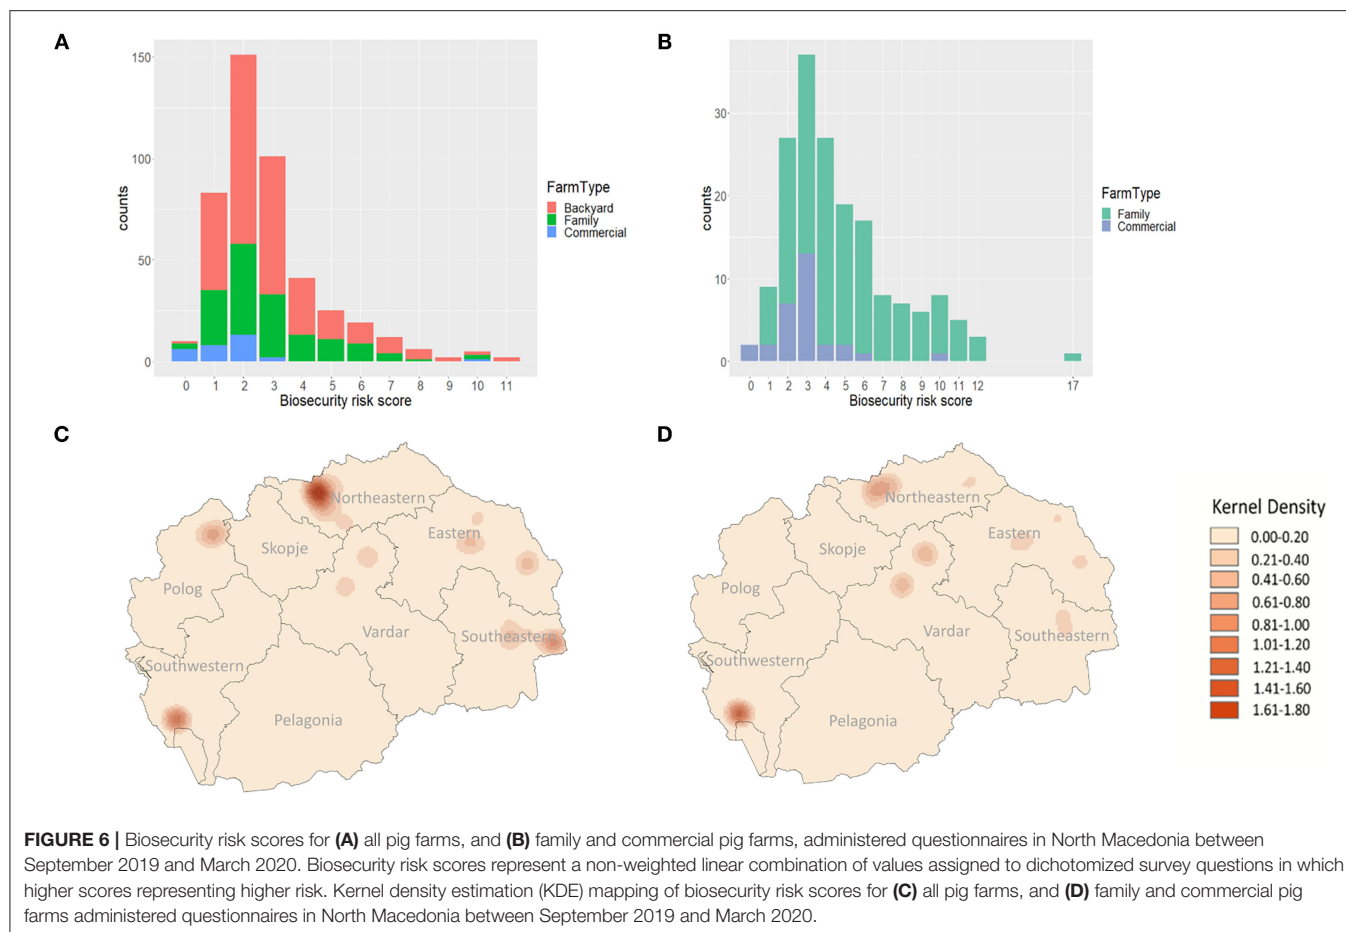 A
150
100
50
0
counts
0 1 2 3 4 5 6 7 8 9 10 11
Biosecurity risk score
FarmType
Backyard
Family
Commercial
B
30
20
10
0
counts
0 1 2 3 4 5 6 7 8 9 10 11 12 17
Biosecurity risk score
FarmType
Family
Commercial
C
Northeastern
Eastern
Skopje
Polog
Vardar
Southeastern
Southwestern
Pelagonia
D
Northeastern
Eastern
Skopje
Polog
Vardar
Southeastern
Southwestern
Pelagonia
Kernel Density
0.00-0.20
0.21-0.40
0.41-0.60
0.61-0.80
0.81-1.00
1.01-1.20
1.21-1.40
1.41-1.60
1.61-1.80
FIGURE 6 | Biosecurity risk scores for (A) all pig farms, and (B) family and commercial pig farms, administered questionnaires in North Macedonia between
September 2019 and March 2020. Biosecurity risk scores represent a non-weighted linear combination of values assigned to dichotomized survey questions in which
higher scores representing higher risk. Kernel density estimation (KDE) mapping of biosecurity risk scores for (C) all pig farms, and (D) family and commercial pig
farms administered questionnaires in North Macedonia between September 2019 and March 2020.